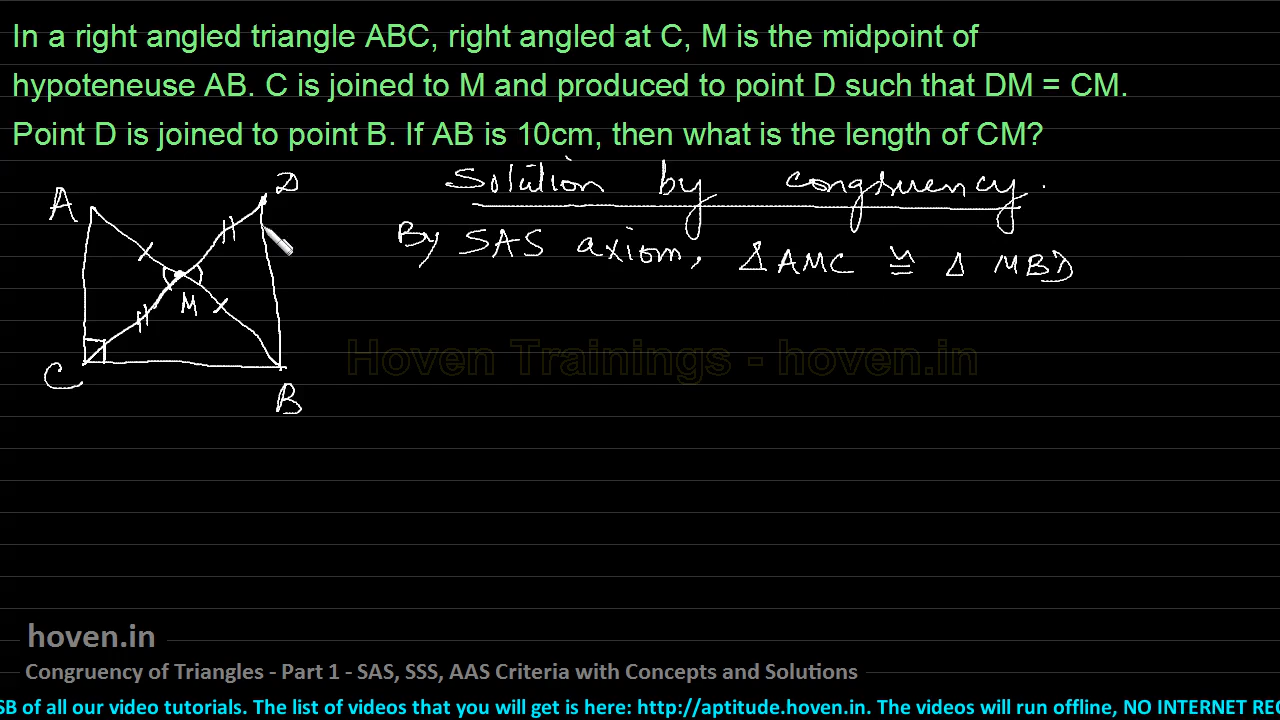 In a right angled triangle ABC, right angled at C, M is the midpoint of
hypoteneuse AB. C is joined to M and produced to point D such that DM = CM.
Point D is joined to point B. If AB is 10cm, then what is the length of CM?
Solution by congruency.
By SAS axiom, Δ AMC ≅ Δ MBD
A
D
M
C
B
Hoven Trainings - hoven.in
hoven.in
Congruency of Triangles - Part 1 - SAS, SSS, AAS Criteria with Concepts and Solutions
SB of all our video tutorials. The list of videos that you will get is here: http://aptitude.hoven.in. The videos will run offline, NO INTERNET RE